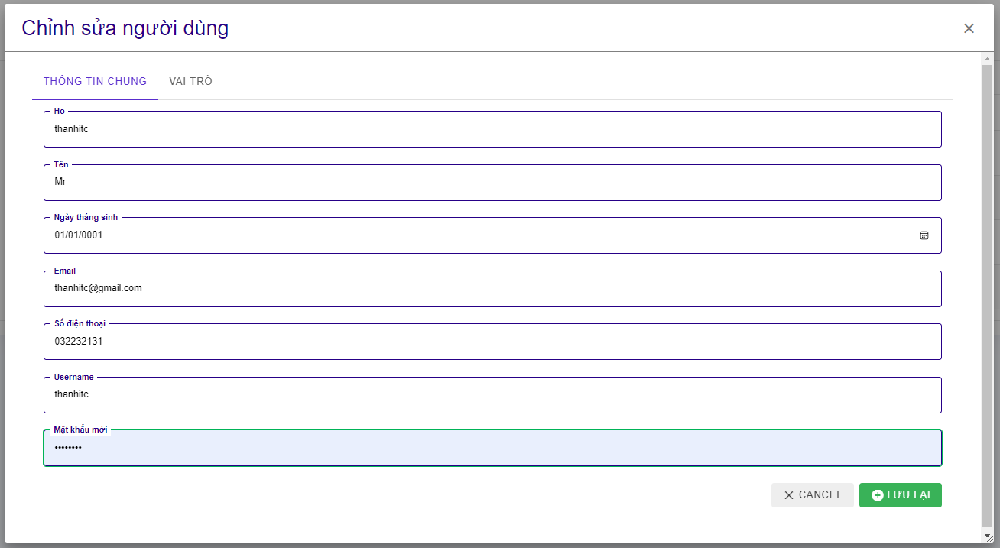 Chỉnh sửa người dùng
THÔNG TIN CHUNG VAI TRÒ
Họ
thanhitc
Tên
Mr
Ngày tháng sinh
01/01/0001
Email
thanhitc@gmail.com
Số điện thoại
032232131
Username
thanhitc
Mật khẩu mới
••••••••
CANCEL LƯU LẠI